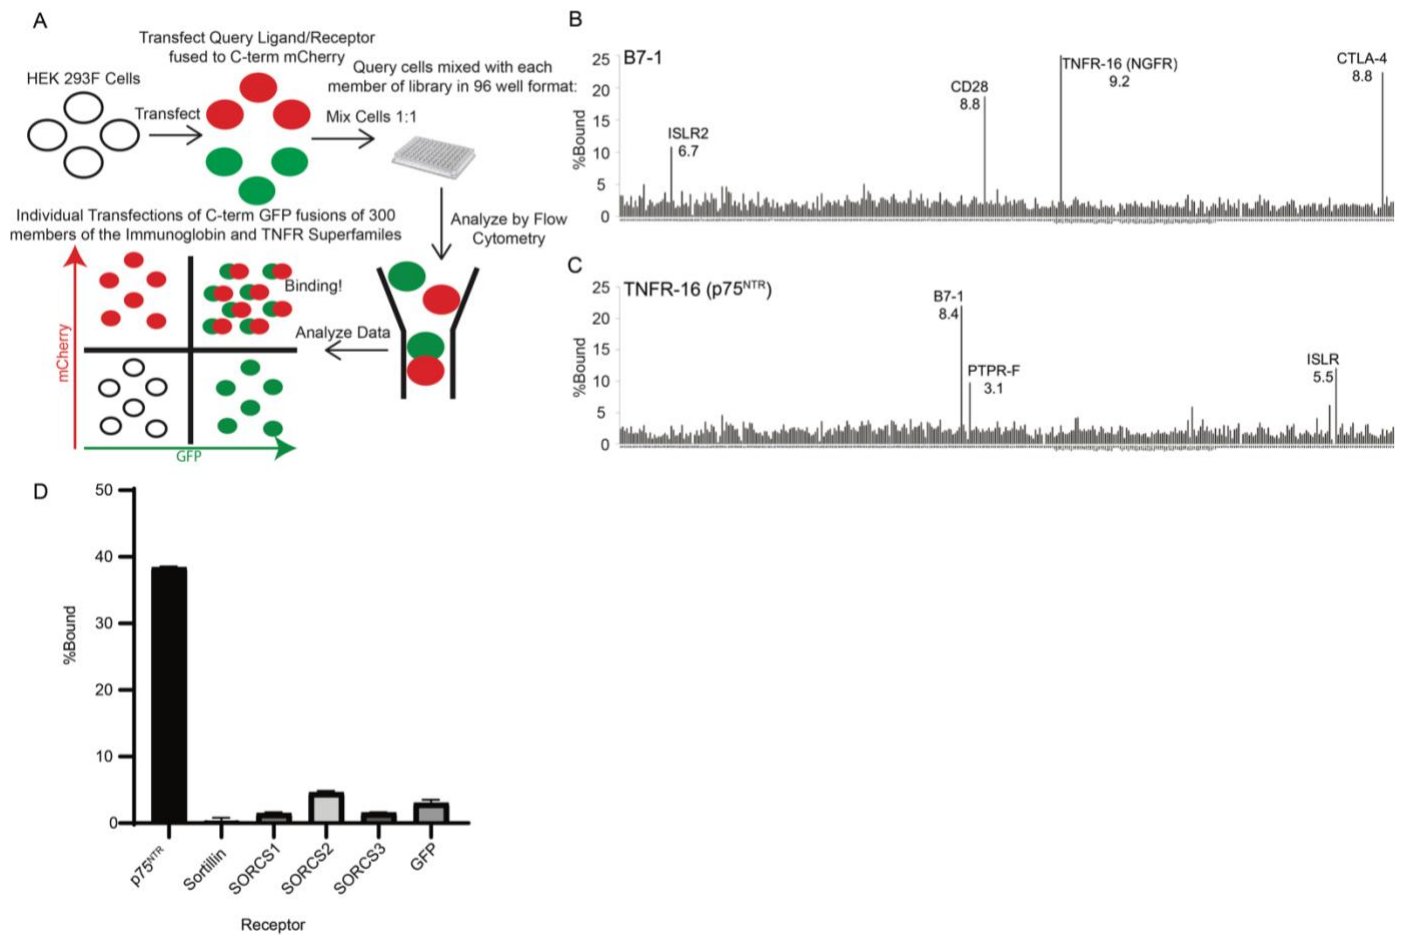 A
Transfect Query Ligand/Receptor
fused to C-term mCherry
HEK 293F Cells
Query cells mixed with each
member of library in 96 well format:
Transfect
Mix Cells 1:1
Individual Transfections of C-term GFP fusions of 300
members of the Immunoglobin and TNFR Superfamiles
Analyze by Flow
Cytometry
Binding!
Analyze Data
mCherry
GFP
B
B7-1
%Bound
25
20
15
10
5
0
ISLR2
6.7
CD28
8.8
TNFR-16 (NGFR)
9.2
CTLA-4
8.8
C
TNFR-16 (p75NTR)
%Bound
25
20
15
10
5
0
B7-1
8.4
PTPR-F
3.1
ISLR
5.5
D
%Bound
50
40
30
20
10
0
p75NTR
Sortillin
SORCS1
SORCS2
SORCS3
GFP
Receptor